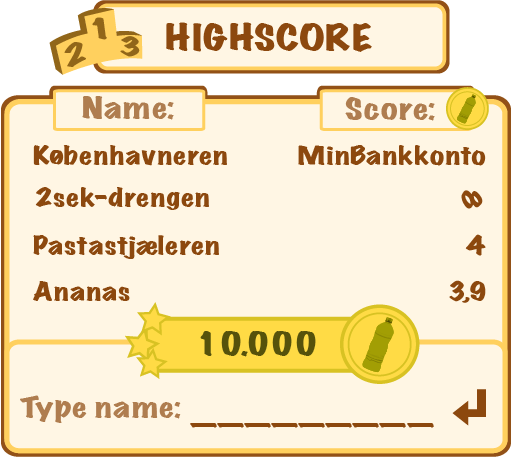 1 2 3
HIGHSCORE
Name: Score:
Københavneren MinBankkonto
2sek-drengen ∞
Pastastjæleren 4
Ananas 3,9
10.000
Type name: _________